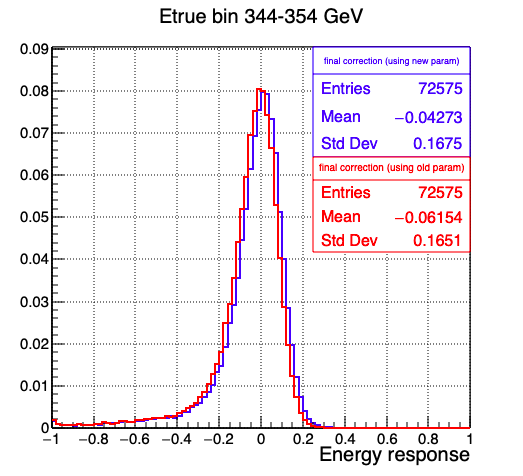 Etrue bin 344-354 GeV
0.09
0.08
0.07
0.06
0.05
0.04
0.03
0.02
0.01
0
final correction (using new param)
Entries 72575
Mean −0.04273
Std Dev 0.1675
final correction (using old param)
Entries 72575
Mean −0.06154
Std Dev 0.1651
−1 −0.8 −0.6 −0.4 −0.2 0 0.2 0.4 0.6 0.8 1
Energy response